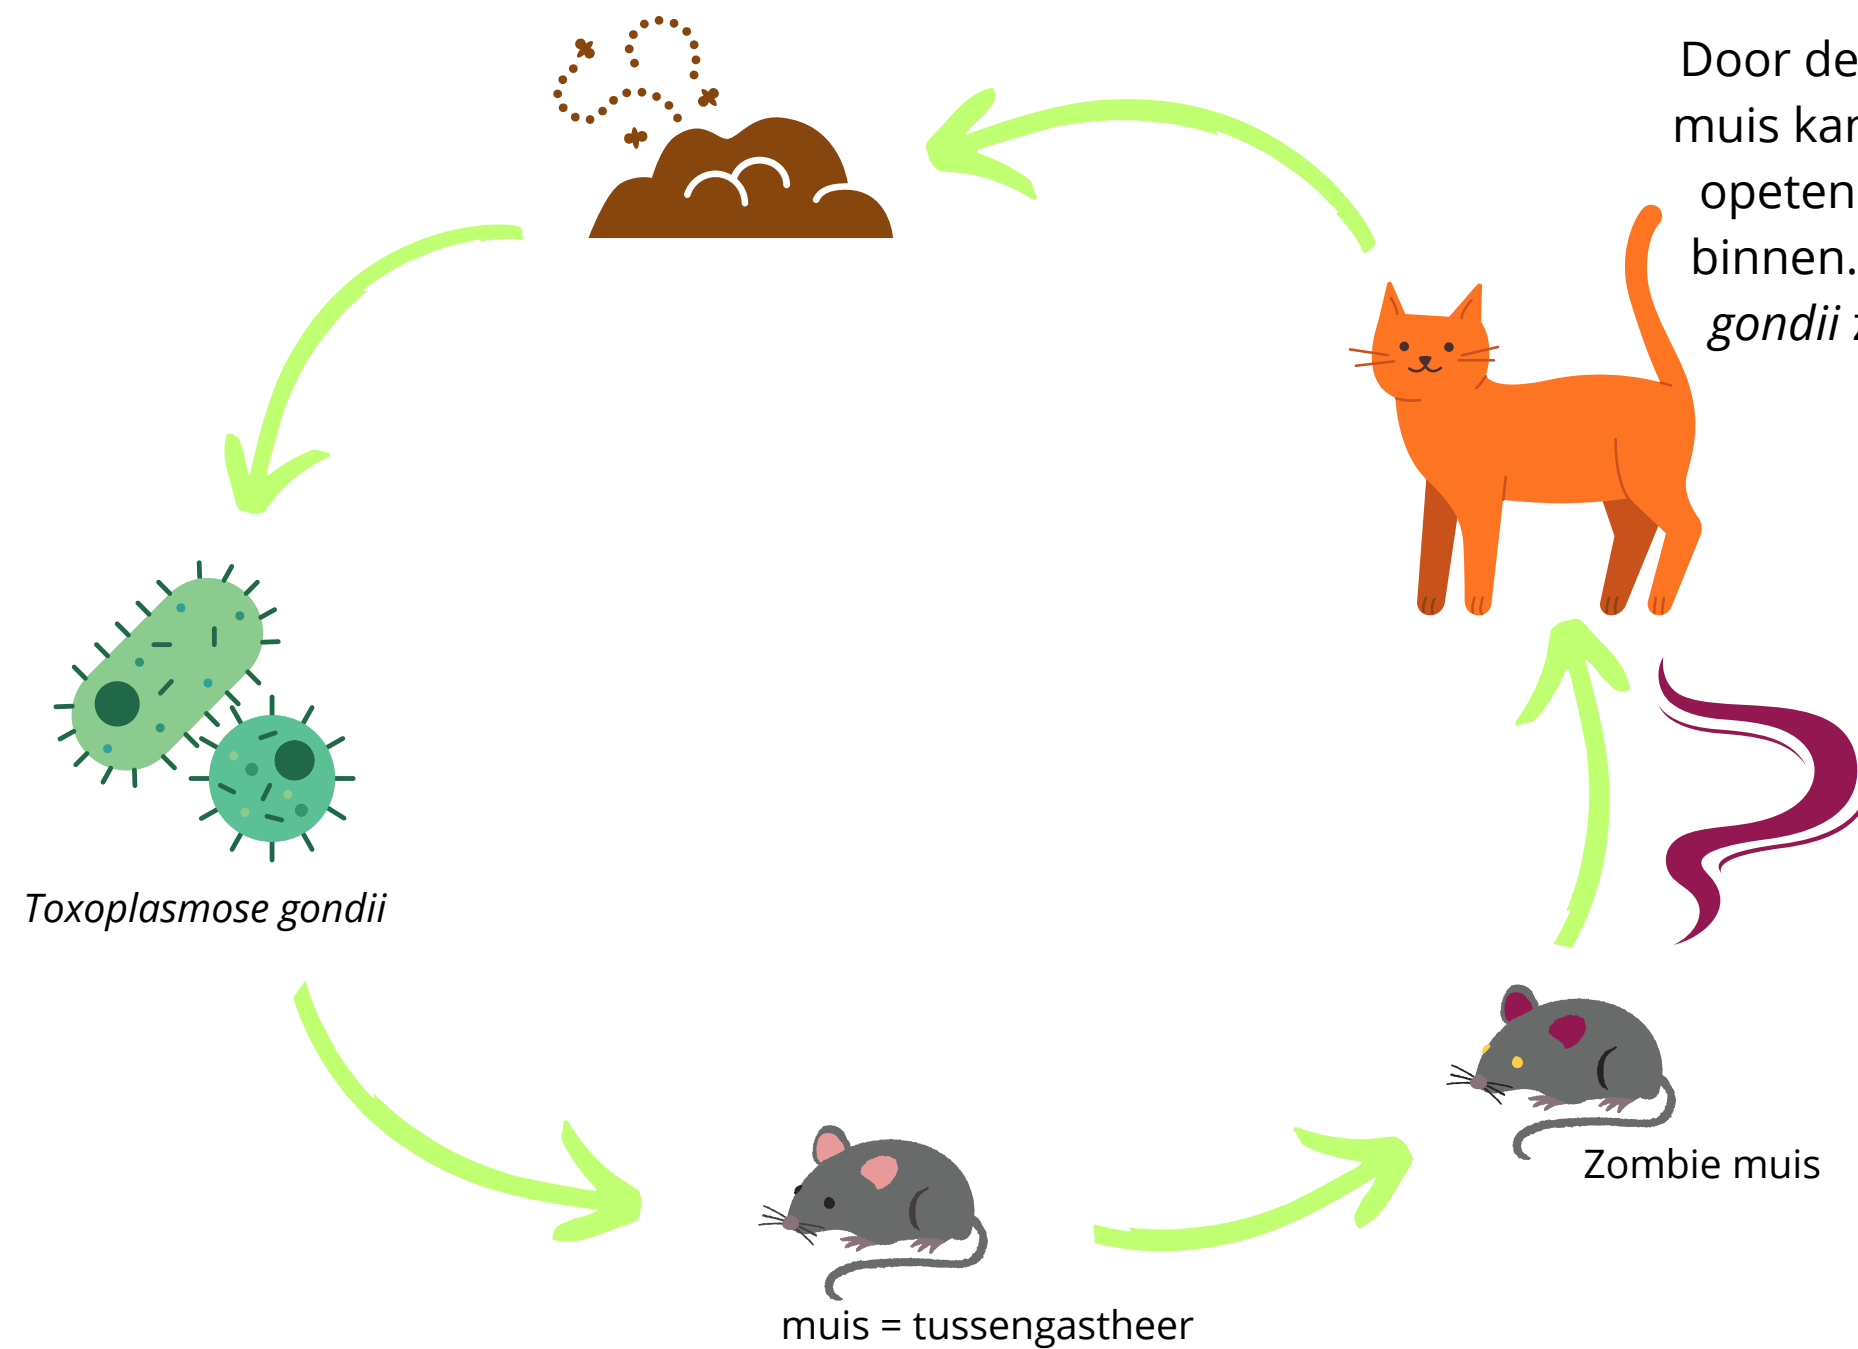 Door de
muis kan
opeten
binnen.
gondii
Toxoplasmose gondii
Zombie muis
muis = tussengastheer